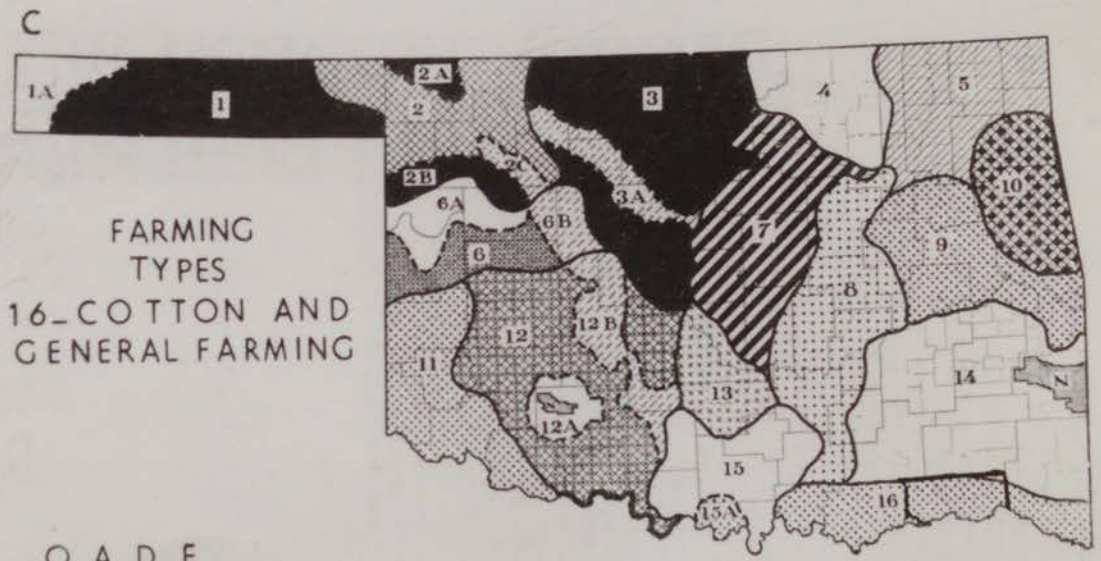 C
1A
1
2A
2
3
4
5
2B
2C
3A
10
6A
6B
7
9
FARMING
TYPES
16_COTTON AND
GENERAL FARMING
6
8
12
12B
11
13
14
N
12A
15
15A
16